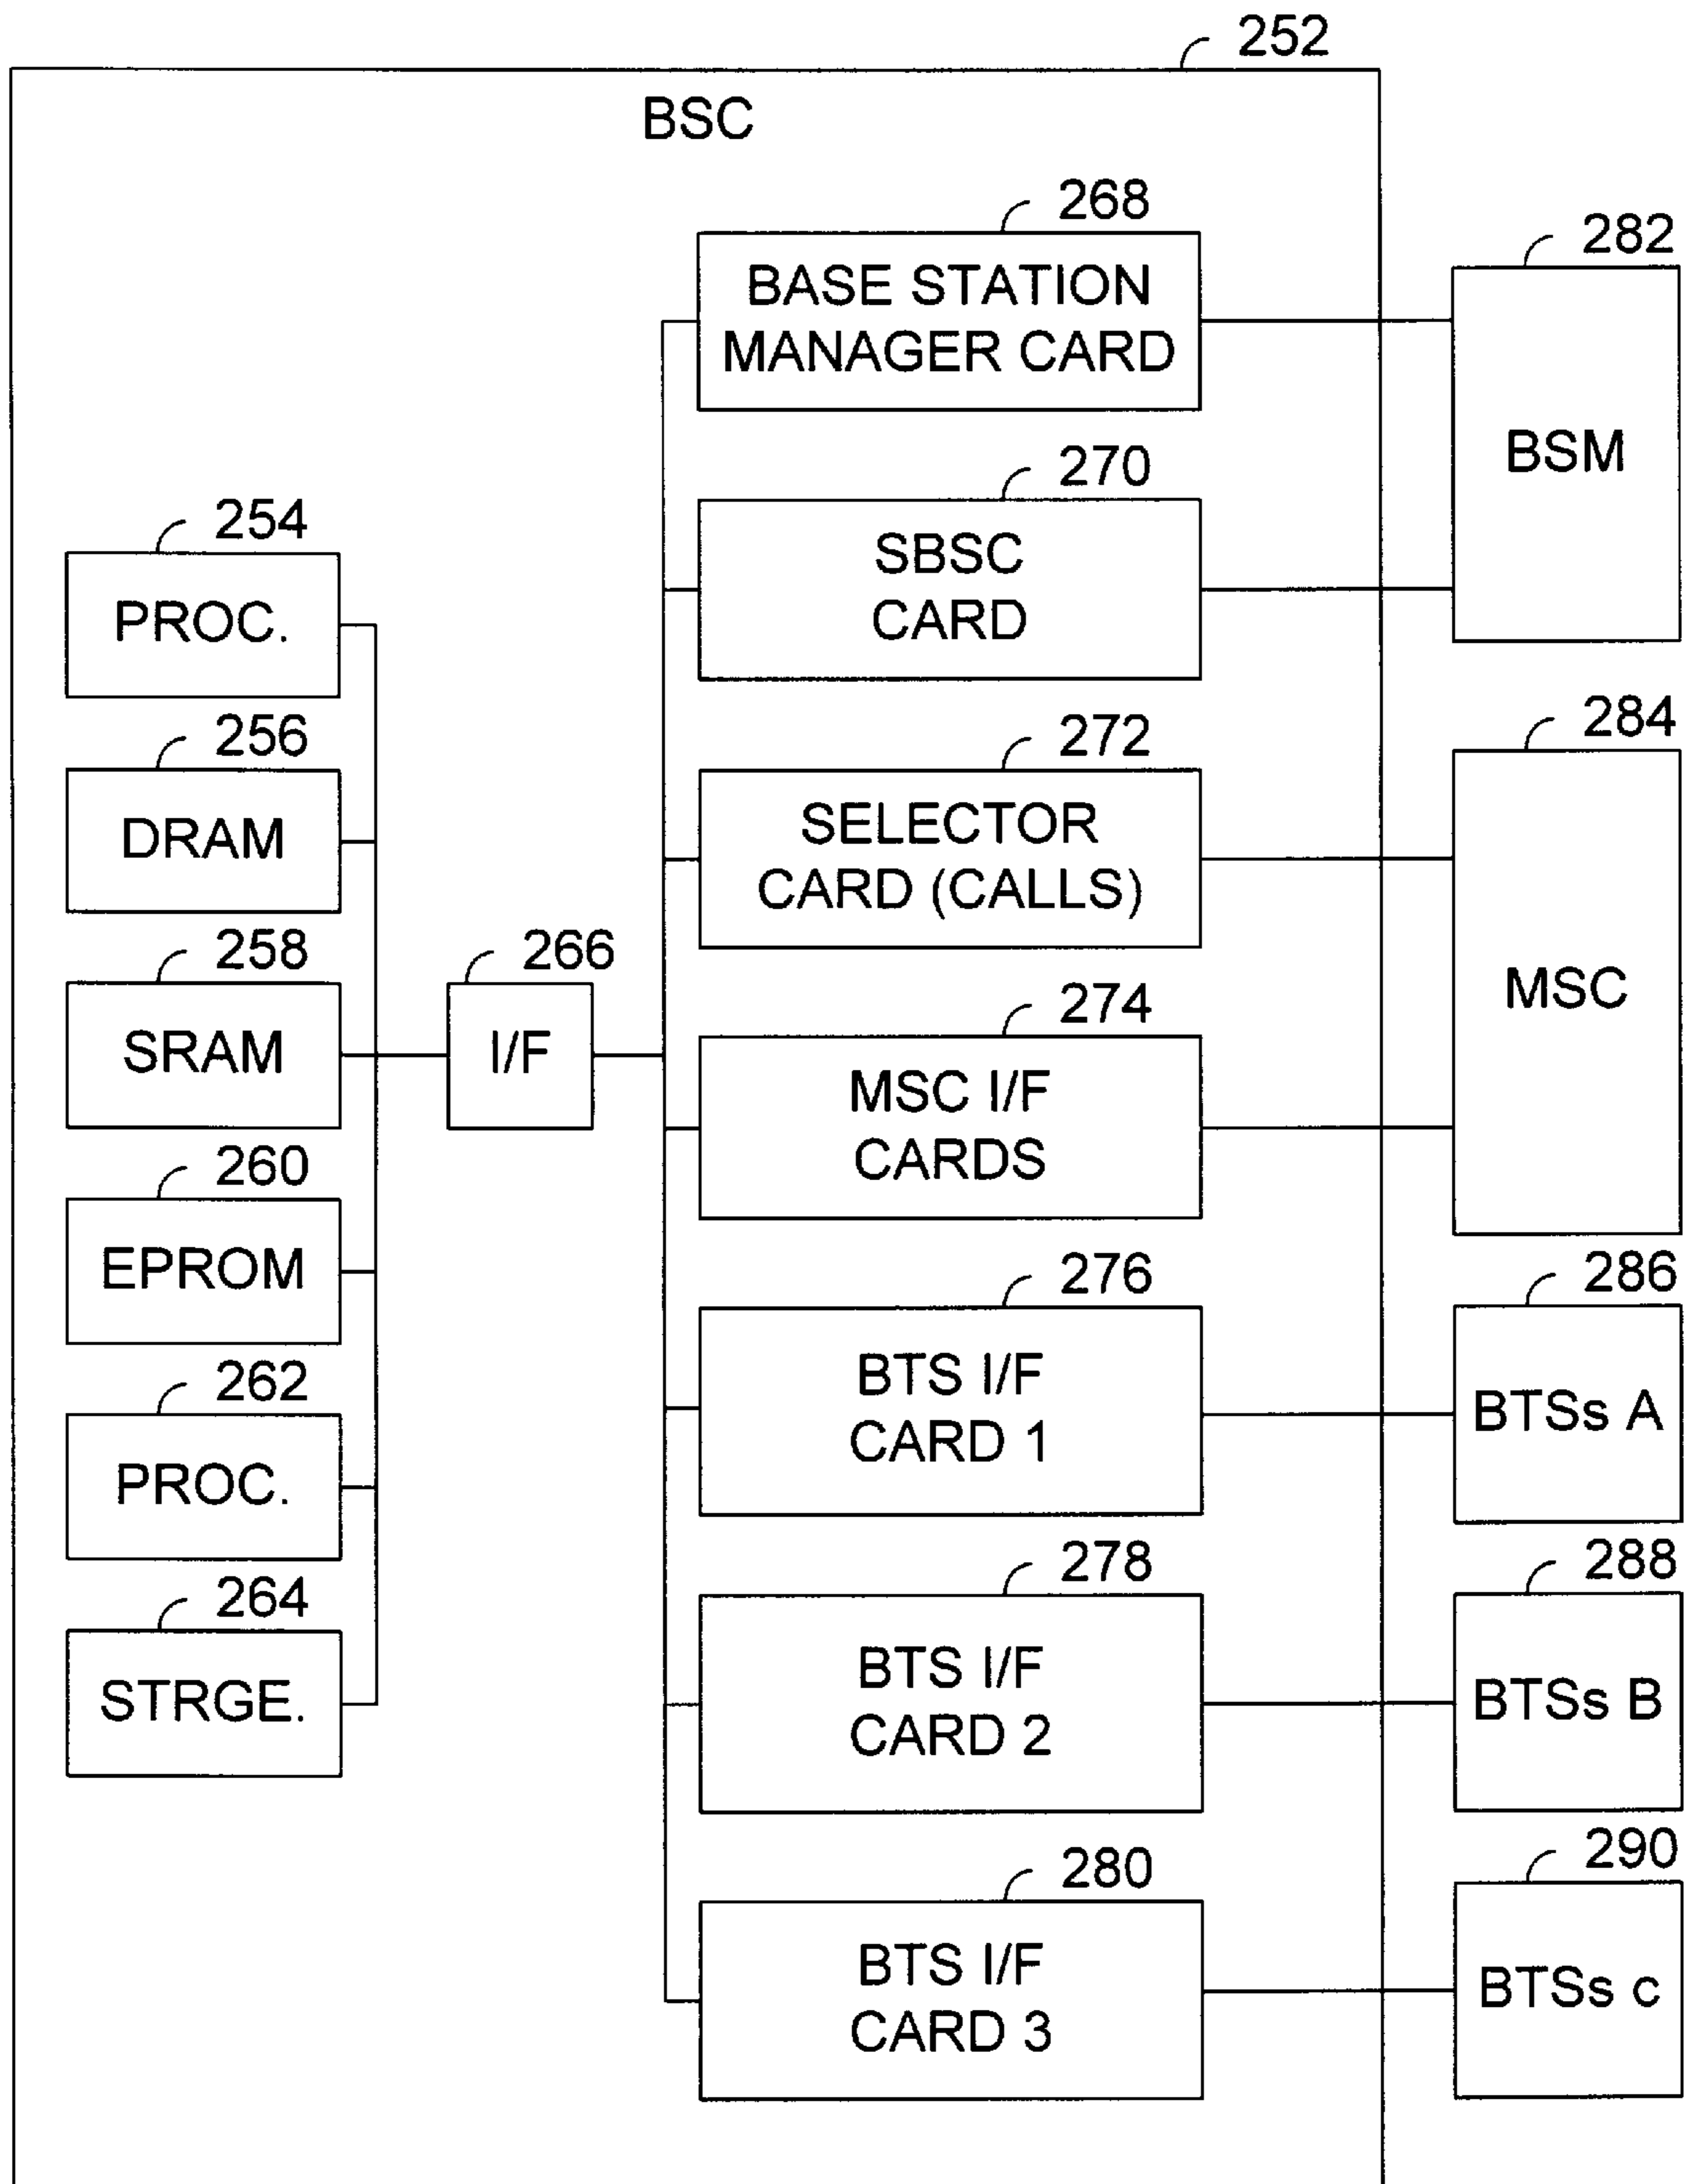 252
BSC
268
BASE STATION
MANAGER CARD
282
BSM
270
SBSC
CARD
254
PROC.
256
DRAM
258
SRAM
260
EPROM
262
PROC.
264
STRGE.
266
I/F
272
SELECTOR
CARD (CALLS)
284
MSC
274
MSC I/F
CARDS
276
BTS I/F
CARD 1
286
BTSs A
278
BTS I/F
CARD 2
288
BTSs B
280
BTS I/F
CARD 3
290
BTSs c